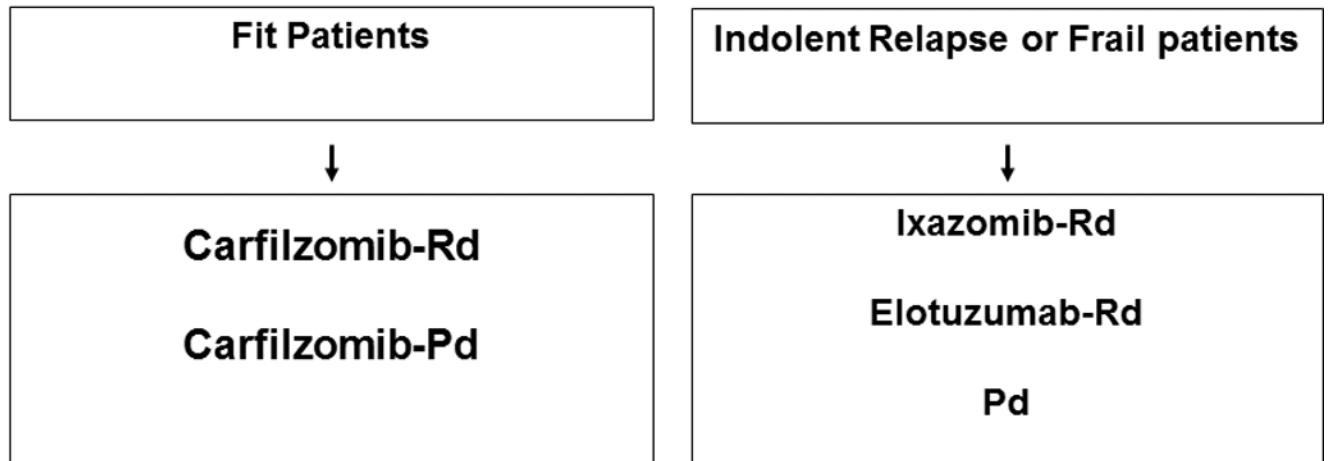 Fit Patients
Carfilzomib-Rd
Carfilzomib-Pd
Indolent Relapse or Frail patients
Ixazomib-Rd
Elotuzumab-Rd
Pd